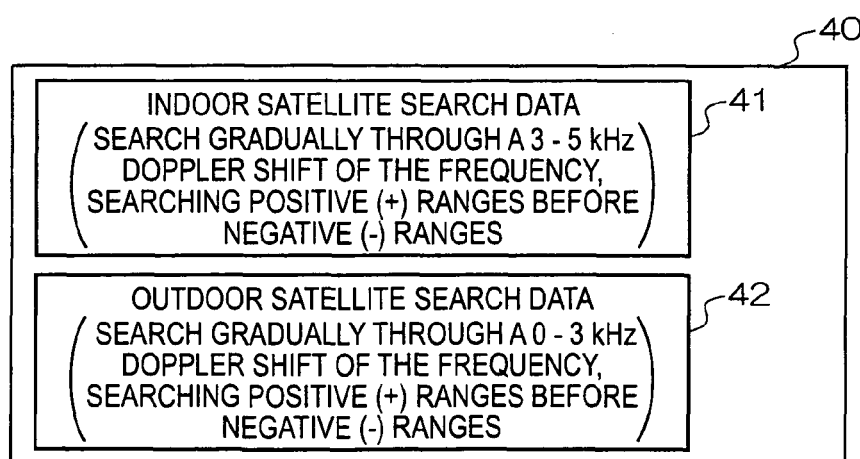 40
INDOOR SATELLITE SEARCH DATA
41
SEARCH GRADUALLY THROUGH A 3 - 5 kHz
DOPPLER SHIFT OF THE FREQUENCY,
SEARCHING POSITIVE (+) RANGES BEFORE
NEGATIVE (-) RANGES
OUTDOOR SATELLITE SEARCH DATA
42
SEARCH GRADUALLY THROUGH A 0 - 3 kHz
DOPPLER SHIFT OF THE FREQUENCY,
SEARCHING POSITIVE (+) RANGES BEFORE
NEGATIVE (-) RANGES